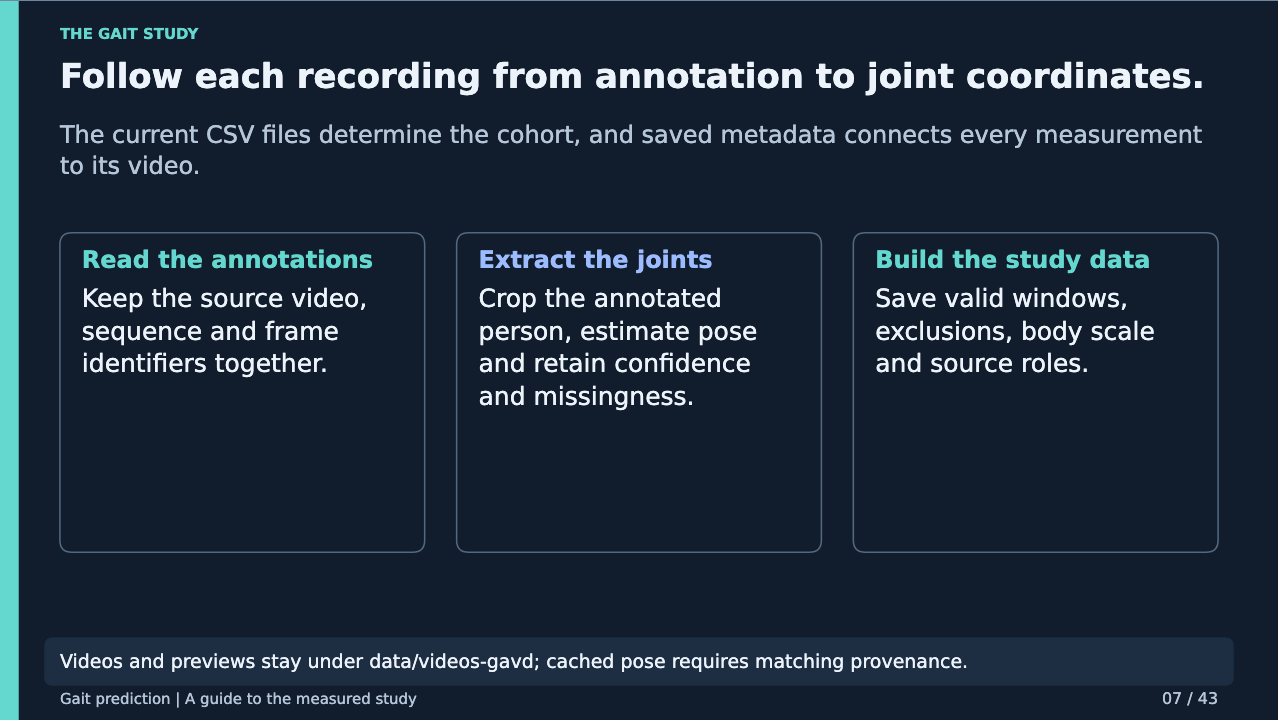 THE GAIT STUDY
Follow each recording from annotation to joint coordinates.
The current CSV files determine the cohort, and saved metadata connects every measurement
to its video.
Read the annotations
Keep the source video,
sequence and frame
identifiers together.
Extract the joints
Crop the annotated
person, estimate pose
and retain confidence
and missingness.
Build the study data
Save valid windows,
exclusions, body scale
and source roles.
Videos and previews stay under data/videos-gavd; cached pose requires matching provenance.
Gait prediction | A guide to the measured study
07 / 43